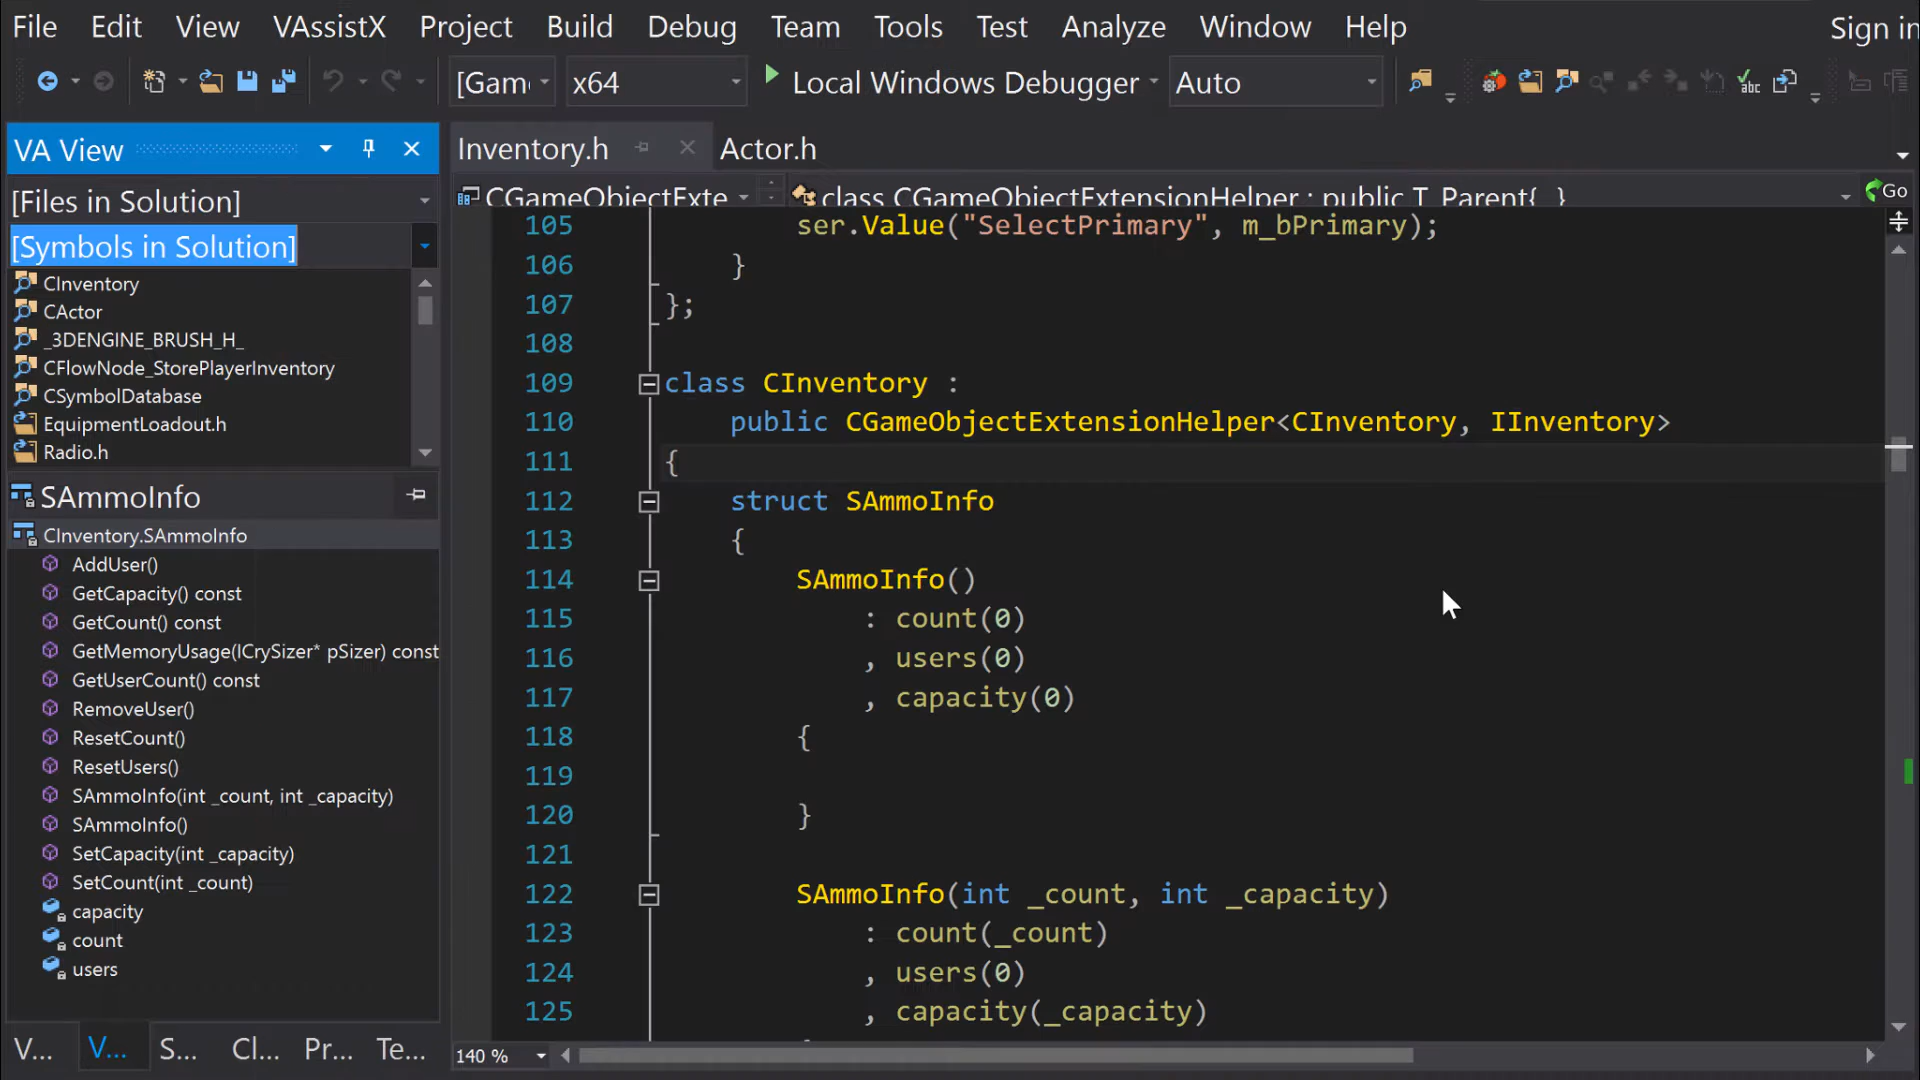 File Edit View VAssistX Project Build Debug Team Tools Test Analyze Window Help Sign in
[Gam x64 Local Windows Debugger Auto
VA View
[Files in Solution]
[Symbols in Solution]
CInventory
CActor
_3DENGINE_BRUSH_H_
CFlowNode_StorePlayerInventory
CSymbolDatabase
EquipmentLoadout.h
Radio.h
SAmmoInfo
CInventory.SAmmoInfo
AddUser()
GetCapacity() const
GetCount() const
GetMemoryUsage(ICrySizer* pSizer) const
GetUserCount() const
RemoveUser()
ResetCount()
ResetUsers()
SAmmoInfo(int _count, int _capacity)
SAmmoInfo()
SetCapacity(int _capacity)
SetCount(int _count)
capacity
count
users
V... V... S... Cl... Pr... Te...
Inventory.h Actor.h
CGameObjectExte class CGameObjectExtensionHelper : public T_Parent{ } Go
105 ser.Value("SelectPrimary", m_bPrimary);
106 }
107 };
108
109 class CInventory :
110 public CGameObjectExtensionHelper<CInventory, IInventory>
111 {
112 struct SAmmoInfo
113 {
114 SAmmoInfo()
115 : count(0)
116 , users(0)
117 , capacity(0)
118 {
119
120 }
121
122 SAmmoInfo(int _count, int _capacity)
123 : count(_count)
124 , users(0)
125 , capacity(_capacity)
140 %